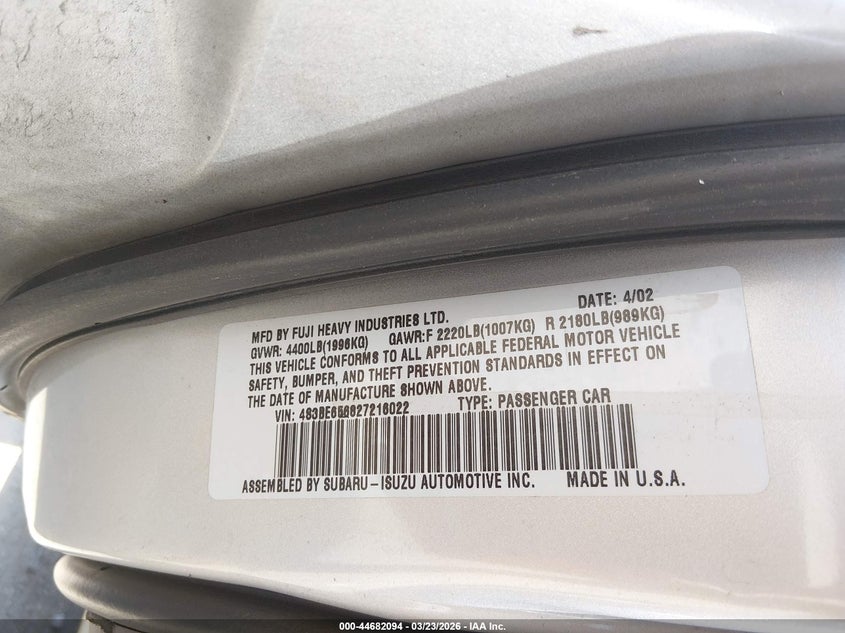 DATE: 4/02
MFD BY FUJI HEAVY INDUSTRIES LTD.
GVWR: 4400LB(1996KG) GAWR:F 2220LB(1007KG) R 2180LB(989KG)
THIS VEHICLE CONFORMS TO ALL APPLICABLE FEDERAL MOTOR VEHICLE
SAFETY, BUMPER, AND THEFT PREVENTION STANDARDS IN EFFECT ON
THE DATE OF MANUFACTURE SHOWN ABOVE.
VIN: 4S3BE656827216022 TYPE: PASSENGER CAR
ASSEMBLED BY SUBARU-ISUZU AUTOMOTIVE INC. MADE IN U.S.A.
000-44682094 | 03/23/2026 - IAA Inc.